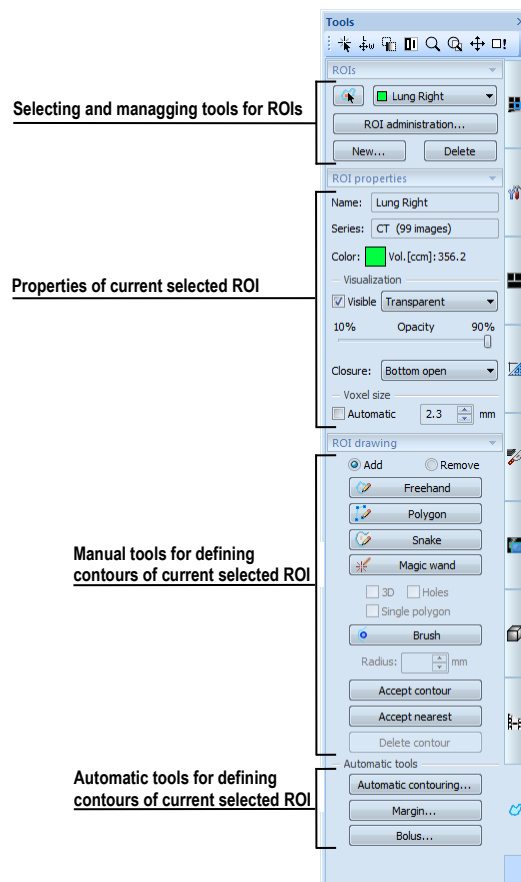 Tools
ROIs
Selecting and managging tools for ROIs
Lung Right
ROI administration...
New... Delete
ROI properties
Name: Lung Right
Series: CT (99 images)
Color: Vol.[ccm]: 356.2
Properties of current selected ROI
Visualization
Visible Transparent
10% Opacity 90%
Closure: Bottom open
Voxel size
Automatic 2.3 mm
ROI drawing
Add Remove
Freehand
Polygon
Snake
Manual tools for defining
contours of current selected ROI
Magic wand
3D Holes
Single polygon
Brush
Radius: mm
Accept contour
Accept nearest
Delete contour
Automatic tools
Automatic tools for defining
contours of current selected ROI
Automatic contouring...
Margin...
Bolus...